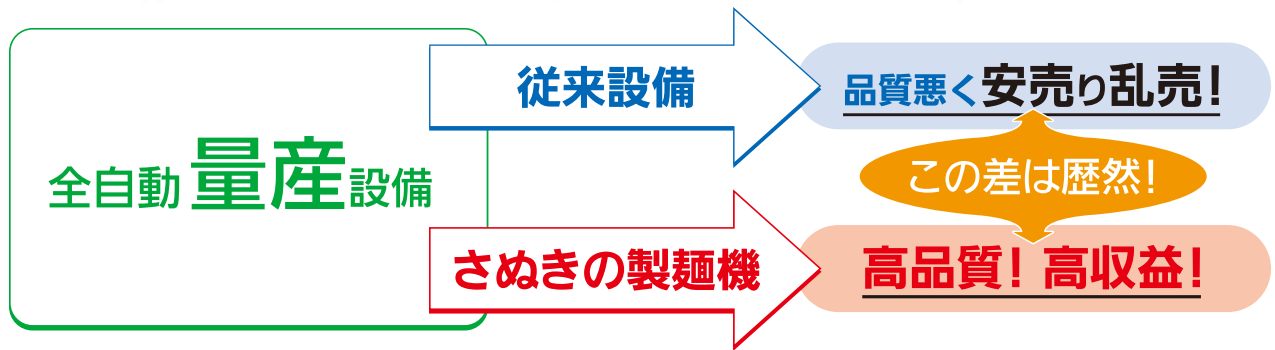 全自動量産設備
従来設備
品質悪く安売り乱売！
この差は歴然！
さぬきの製麺機
高品質！高収益！